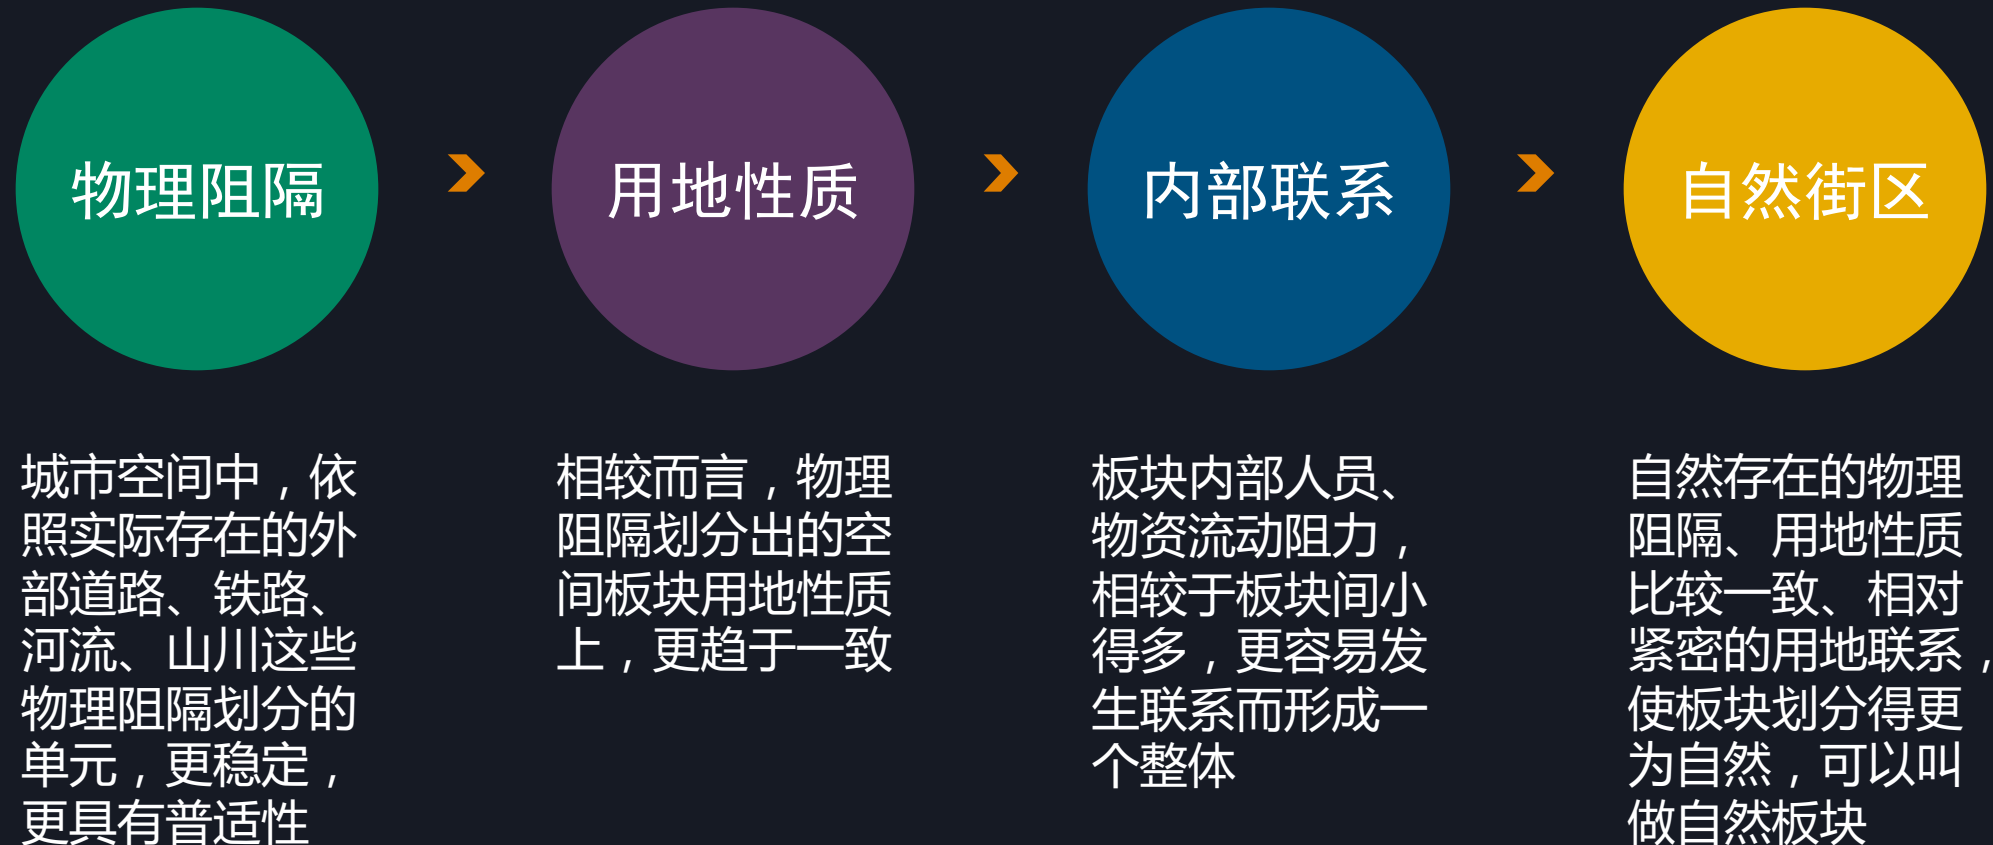 物理阻隔
用地性质
内部联系
自然街区
城市空间中，依
照实际存在的外
部道路、铁路、
河流、山川这些
物理阻隔划分的
单元，更稳定，
更具有普适性
相较而言，物理
阻隔划分出的空
间板块用地性质
上，更趋于一致
板块内部人员、
物资流动阻力，
相较于板块间小
得多，更容易发
生联系而形成一
个整体
自然存在的物理
阻隔、用地性质
比较一致、相对
紧密的用地联系，
使板块划分得更
为自然，可以叫
做自然板块